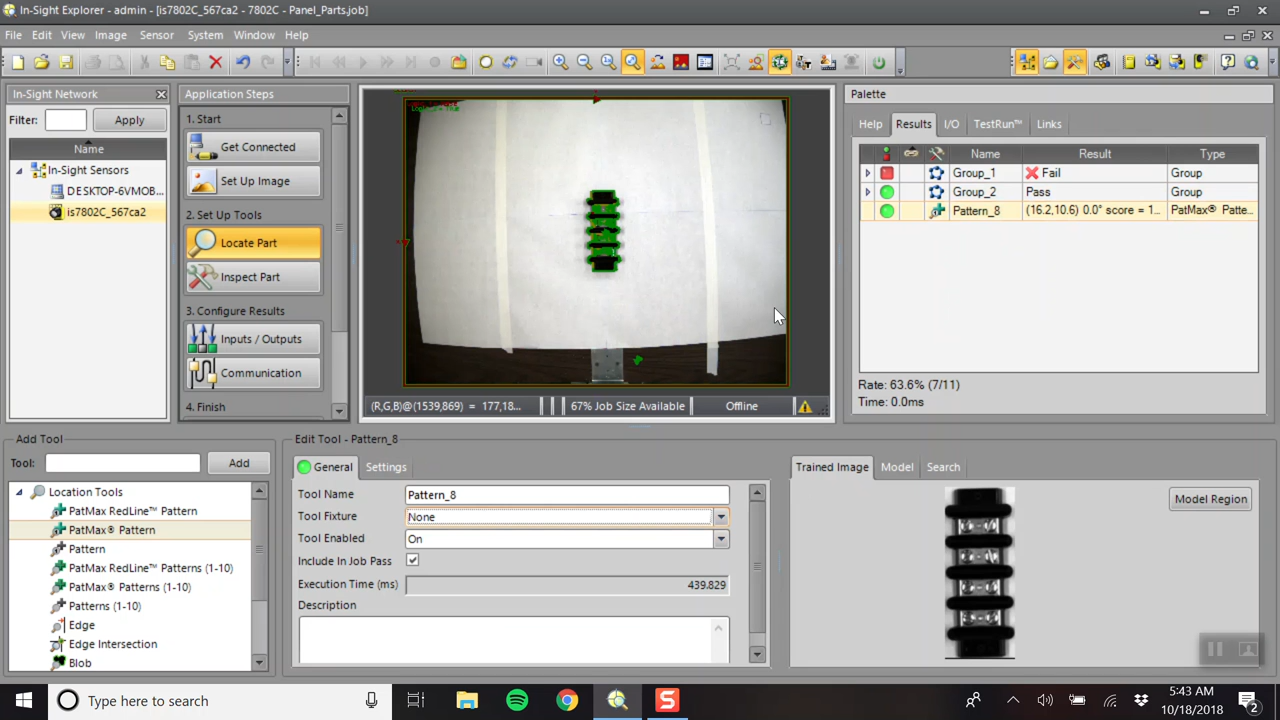 In-Sight Explorer - admin - [is7802C_567ca2 - 7802C - Panel_Parts.job]
File Edit View Image Sensor System Window Help
In-Sight Network
Filter: Apply
Name
In-Sight Sensors
DESKTOP-6VMOB...
is7802C_567ca2
Application Steps
1. Start
Get Connected
Set Up Image
2. Set Up Tools
Locate Part
Inspect Part
3. Configure Results
Inputs / Outputs
Communication
4. Finish
(R,G,B)@(1539,869) = 177,18... 67% Job Size Available Offline
Palette
Help Results I/O TestRun™ Links
Name Result Type
Group_1 Fail Group
Group_2 Pass Group
Pattern_8 (16.2,10.6) 0.0° score = 1... PatMax® Patte...
Rate: 63.6% (7/11)
Time: 0.0ms
Add Tool
Tool: Add
Location Tools
PatMax RedLine™ Pattern
PatMax® Pattern
Pattern
PatMax RedLine™ Patterns (1-10)
PatMax® Patterns (1-10)
Patterns (1-10)
Edge
Edge Intersection
Blob
Edit Tool - Pattern_8
General Settings
Tool Name Pattern_8
Tool Fixture None
Tool Enabled On
Include In Job Pass
Execution Time (ms) 439.829
Description
Trained Image Model Search
Model Region
Type here to search
5:43 AM
10/18/2018
2